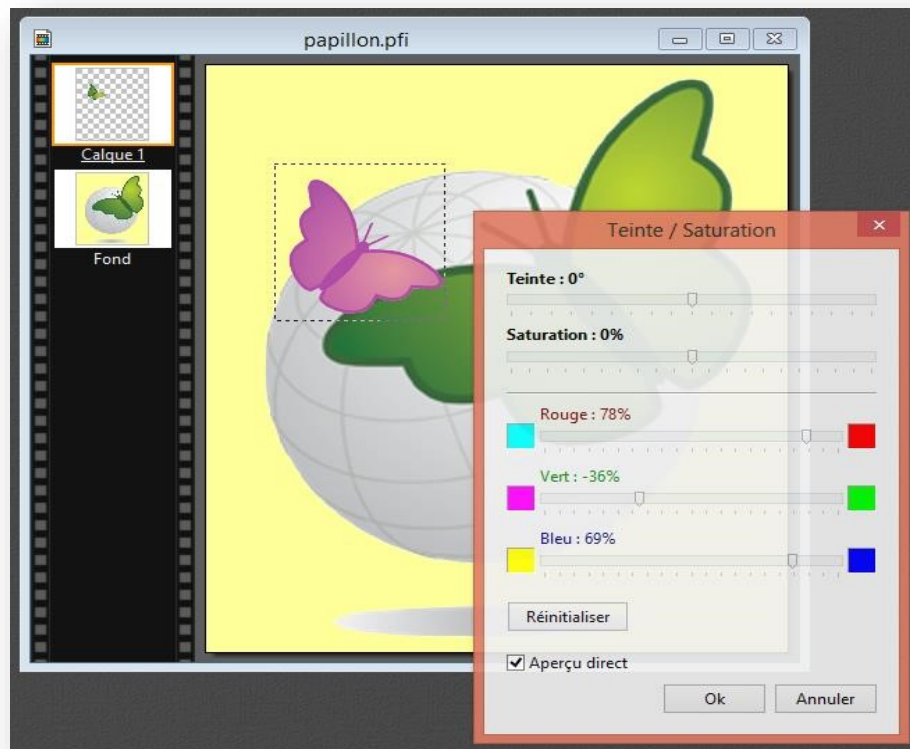 papillon.pfi
Calque 1
Fond
Teinte / Saturation
Teinte : 0°
Saturation : 0%
Rouge : 78%
Vert : -36%
Bleu : 69%
Réinitialiser
Aperçu direct
Ok
Annuler